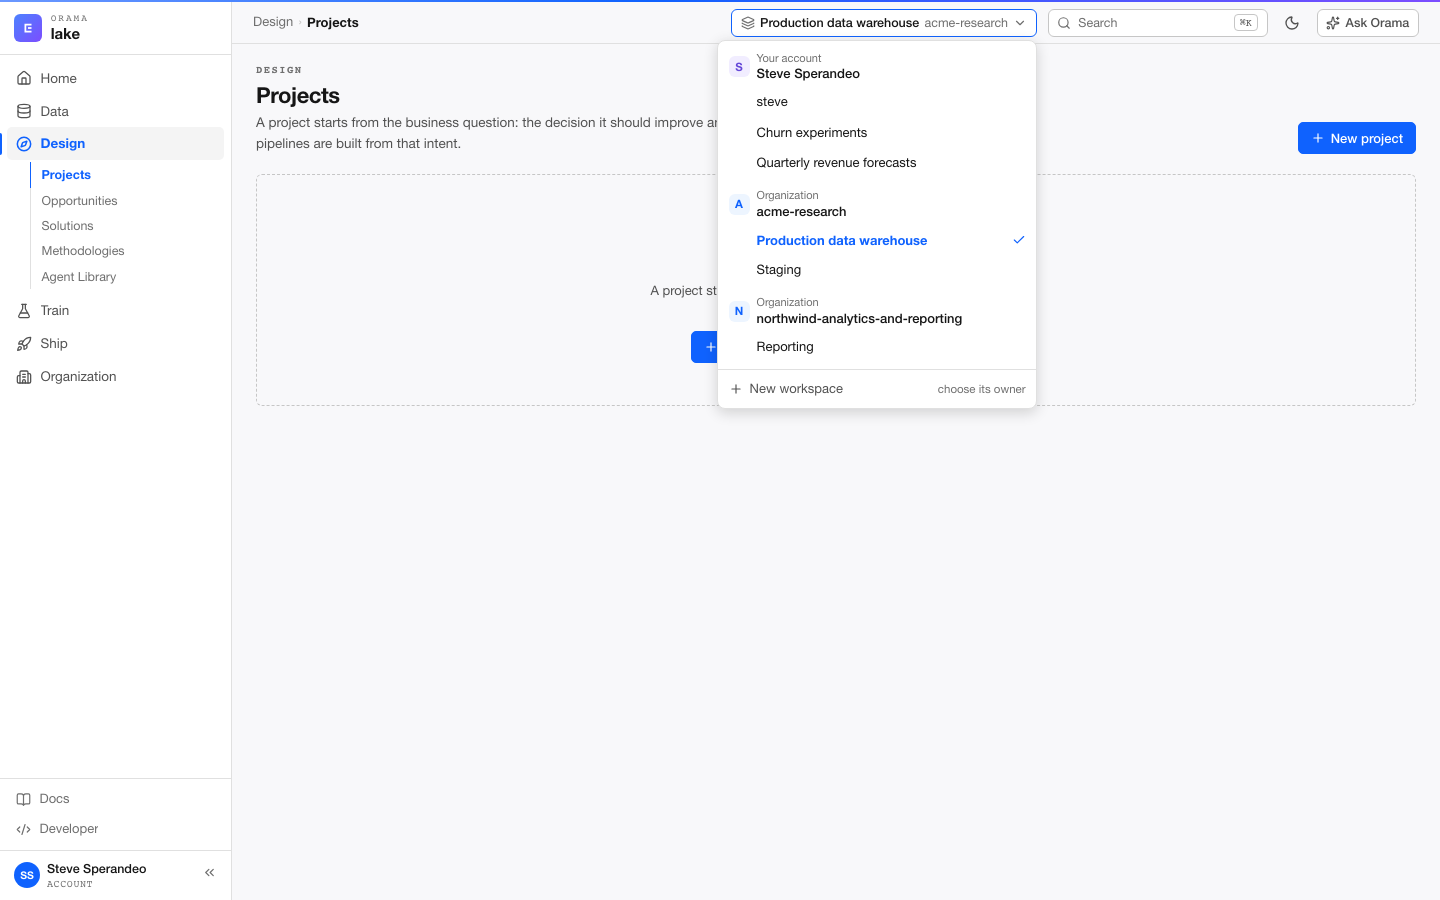 ORAMA
lake
Home
Data
Design
Projects
Opportunities
Solutions
Methodologies
Agent Library
Train
Ship
Organization
Docs
Developer
SS
Steve Sperandeo
ACCOUNT
Design · Projects
Production data warehouse acme-research
Search
⌘K
Ask Orama
DESIGN
Projects
A project starts from the business question: the decision it should improve
pipelines are built from that intent.
New project
A project
S
Your account
Steve Sperandeo
steve
Churn experiments
Quarterly revenue forecasts
A
Organization
acme-research
Production data warehouse
Staging
N
Organization
northwind-analytics-and-reporting
Reporting
New workspace
choose its owner